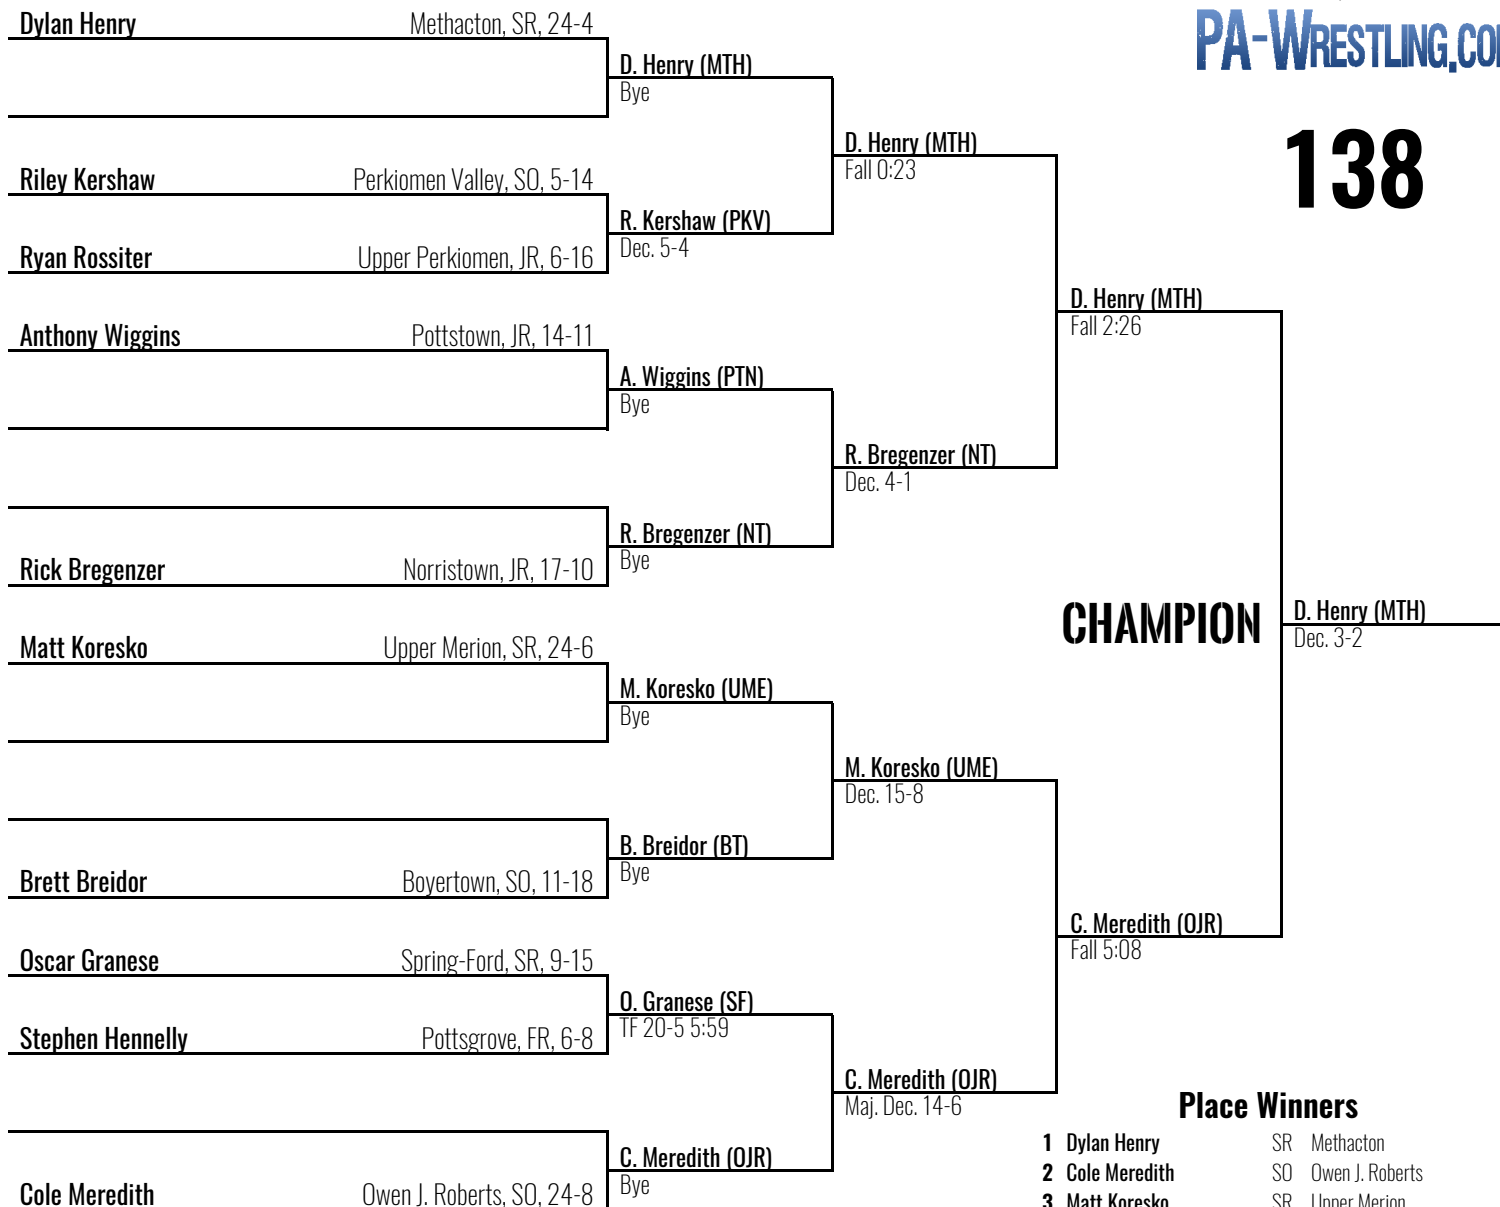 PA-WRESTLING.CO
138
Dylan Henry Methacton, SR, 24-4
D. Henry (MTH)
Bye
D. Henry (MTH)
Fall 0:23
Riley Kershaw Perkiomen Valley, SO, 5-14
R. Kershaw (PKV)
Dec. 5-4
Ryan Rossiter Upper Perkiomen, JR, 6-16
D. Henry (MTH)
Fall 2:26
Anthony Wiggins Pottstown, JR, 14-11
A. Wiggins (PTN)
Bye
R. Bregenzer (NT)
Dec. 4-1
R. Bregenzer (NT)
Bye
Rick Bregenzer Norristown, JR, 17-10
CHAMPION
D. Henry (MTH)
Dec. 3-2
Matt Koresko Upper Merion, SR, 24-6
M. Koresko (UME)
Bye
M. Koresko (UME)
Dec. 15-8
B. Breidor (BT)
Bye
Brett Breidor Boyertown, SO, 11-18
C. Meredith (OJR)
Fall 5:08
Oscar Granese Spring-Ford, SR, 9-15
O. Granese (SF)
TF 20-5 5:59
Stephen Hennelly Pottsgrove, FR, 6-8
C. Meredith (OJR)
Maj. Dec. 14-6
C. Meredith (OJR)
Bye
Cole Meredith Owen J. Roberts, SO, 24-8
Place Winners
1 Dylan Henry SR Methacton
2 Cole Meredith SO Owen J. Roberts
3 Matt Koresko SR Upper Merion